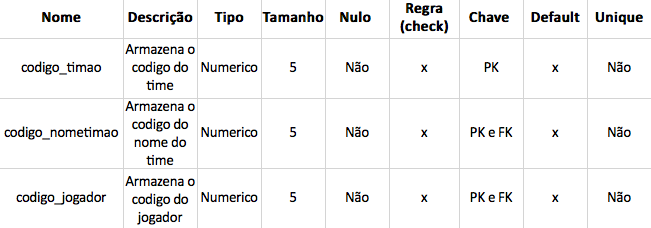 Nome Descrição Tipo Tamanho Nulo Regra (check) Chave Default Unique
codigo_timao Armazena o codigo do time Numerico 5 Não x PK x Não
codigo_nometimao Armazena o codigo do nome do time Numerico 5 Não x PK e FK x Não
codigo_jogador Armazena o codigo do jogador Numerico 5 Não x PK e FK x Não